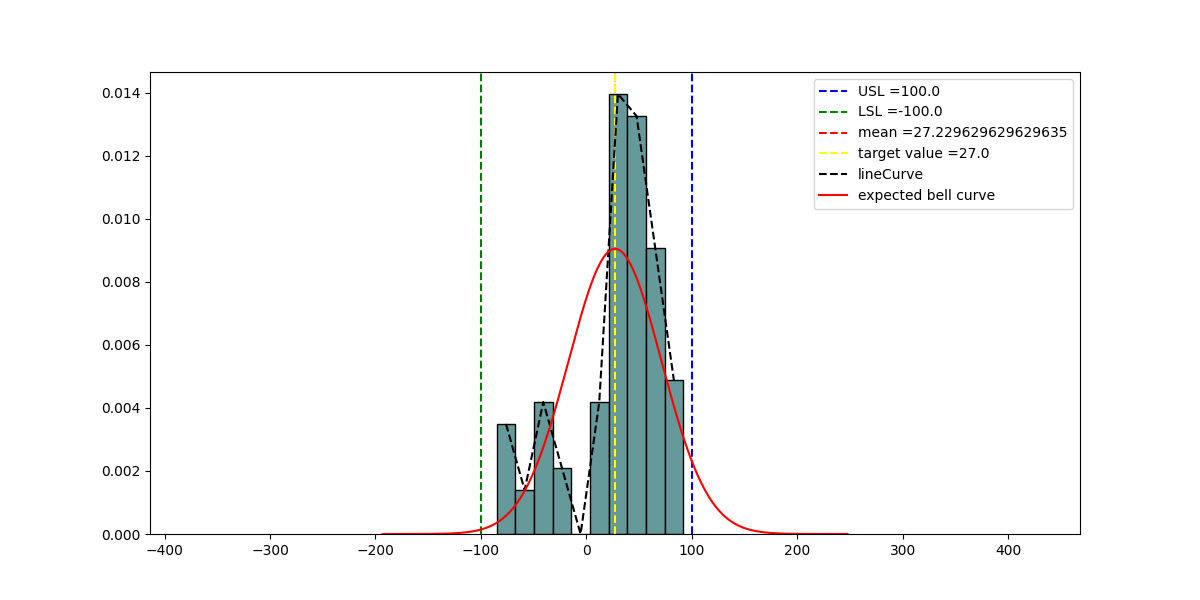 0.014
0.012
0.010
0.008
0.006
0.004
0.002
0.000
−400
−300
−200
−100
0
100
200
300
400
USL =100.0
LSL =-100.0
mean =27.229629629629635
target value =27.0
lineCurve
expected bell curve